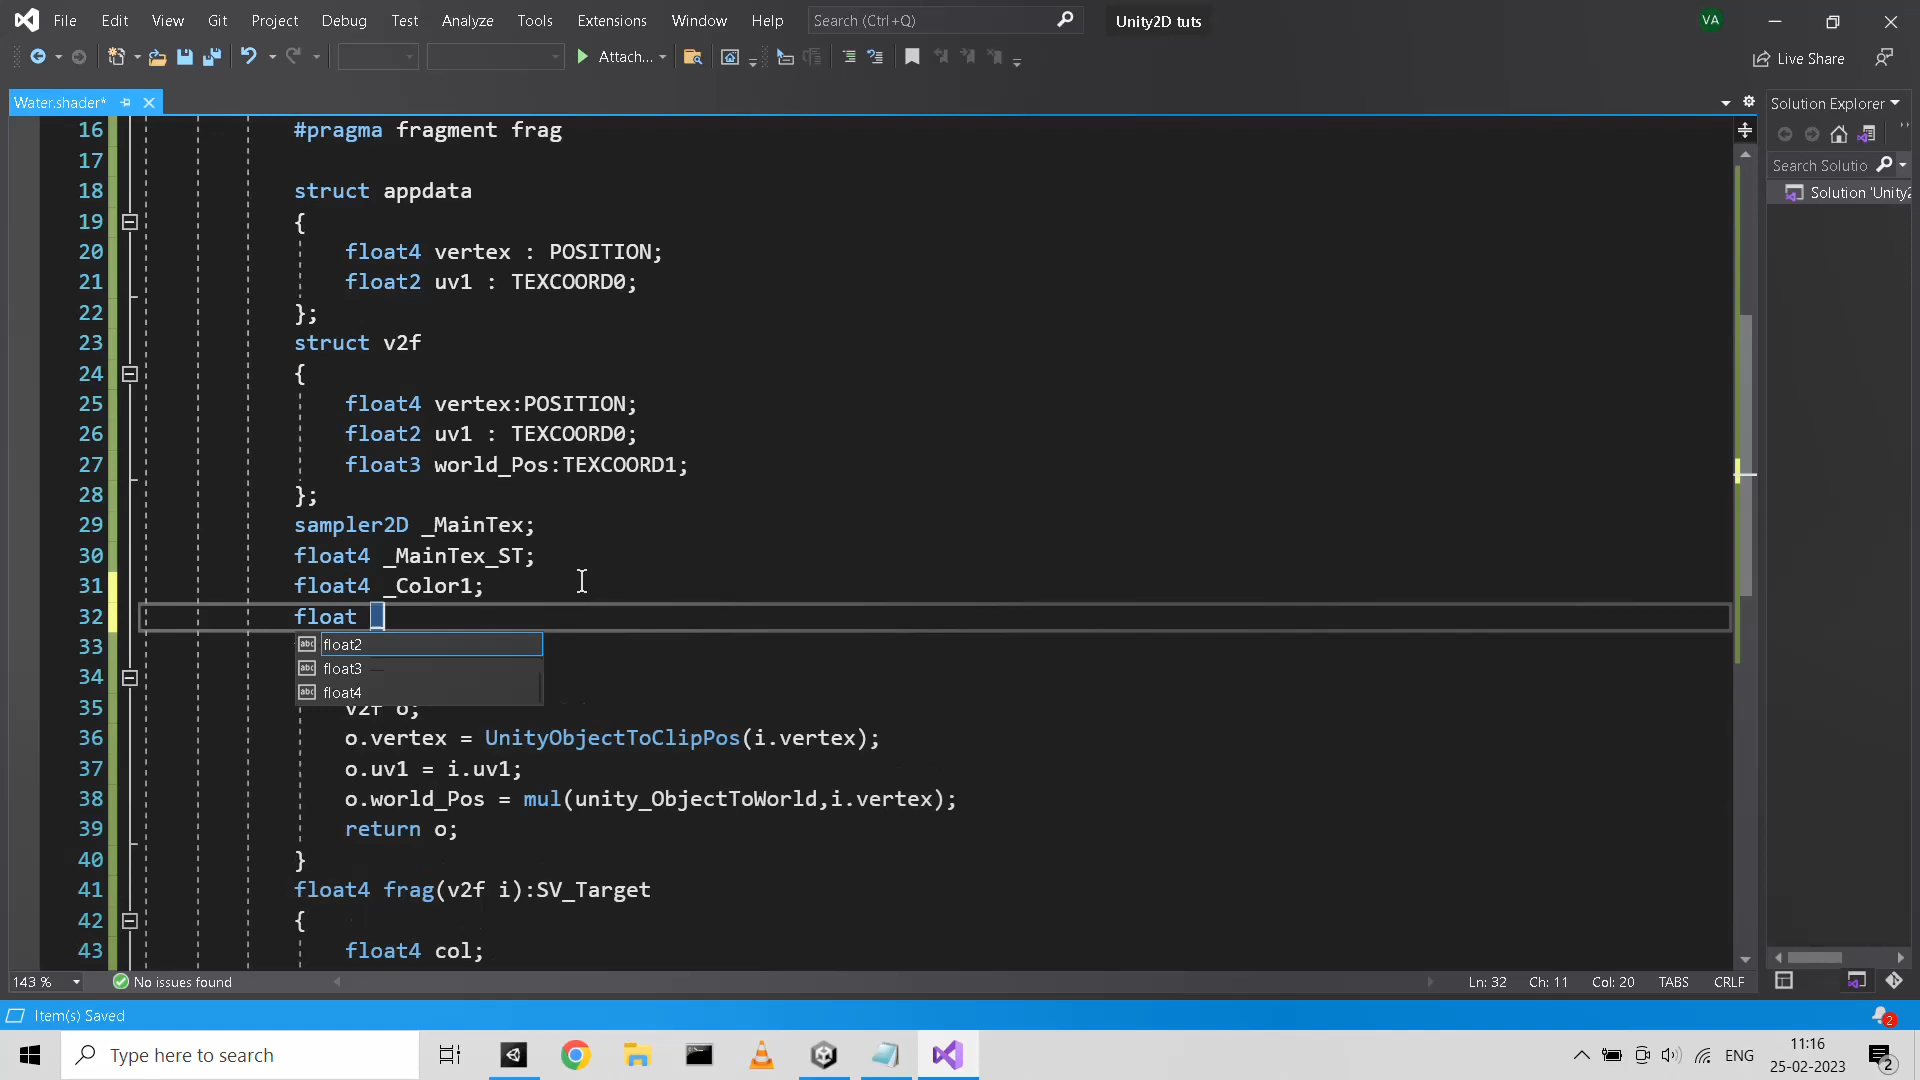 File Edit View Git Project Debug Test Analyze Tools Extensions Window Help Search (Ctrl+Q) Unity2D tuts VA
Attach... Live Share
Water.shader* Solution Explorer
Search Solutio
Solution 'Unity2
16 #pragma fragment frag
17
18 struct appdata
19 {
20 float4 vertex : POSITION;
21 float2 uv1 : TEXCOORD0;
22 };
23 struct v2f
24 {
25 float4 vertex:POSITION;
26 float2 uv1 : TEXCOORD0;
27 float3 world_Pos:TEXCOORD1;
28 };
29 sampler2D _MainTex;
30 float4 _MainTex_ST;
31 float4 _Color1;
32 float
33
34
35 v2f o;
36 o.vertex = UnityObjectToClipPos(i.vertex);
37 o.uv1 = i.uv1;
38 o.world_Pos = mul(unity_ObjectToWorld,i.vertex);
39 return o;
40 }
41 float4 frag(v2f i):SV_Target
42 {
43 float4 col;
abc float2
abc float3
abc float4
143 % No issues found Ln: 32 Ch: 11 Col: 20 TABS CRLF
Item(s) Saved 2
Type here to search ENG 11:16
25-02-2023 2